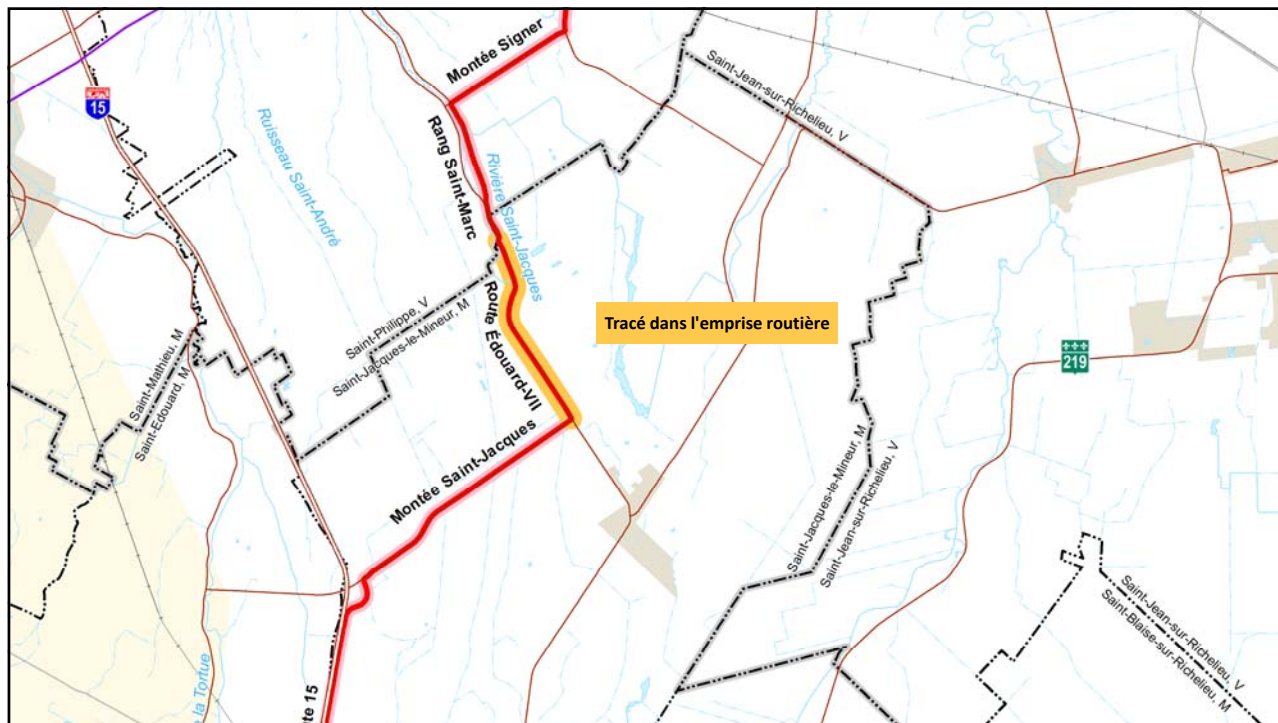 Montée Signer
Saint-Jean-sur-Richelieu, V
15
Ruisseau Saint-André
Rang Saint-Marc
Rivière Saint-Jacques
Tracé dans l'emprise routière
Route Édouard-VII
Saint-Philippe, V
Saint-Jacques-le-Mineur, M
Saint-Mathieu, M
Saint-Edouard, M
219
Montée Saint-Jacques
Saint-Jacques-le-Mineur, M
Saint-Jean-sur-Richelieu, V
Saint-Jean-sur-Richelieu, V
Saint-Blaise-sur-Richelieu, M
la Tortue
15